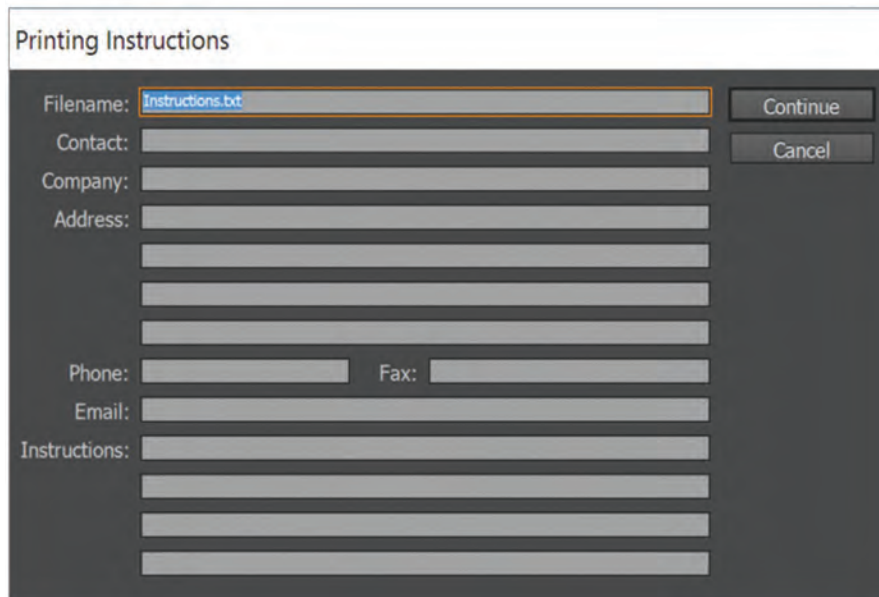 Printing Instructions
Filename: Instructions.txt
Continue
Contact:
Cancel
Company:
Address:
Phone:
Fax:
Email:
Instructions: